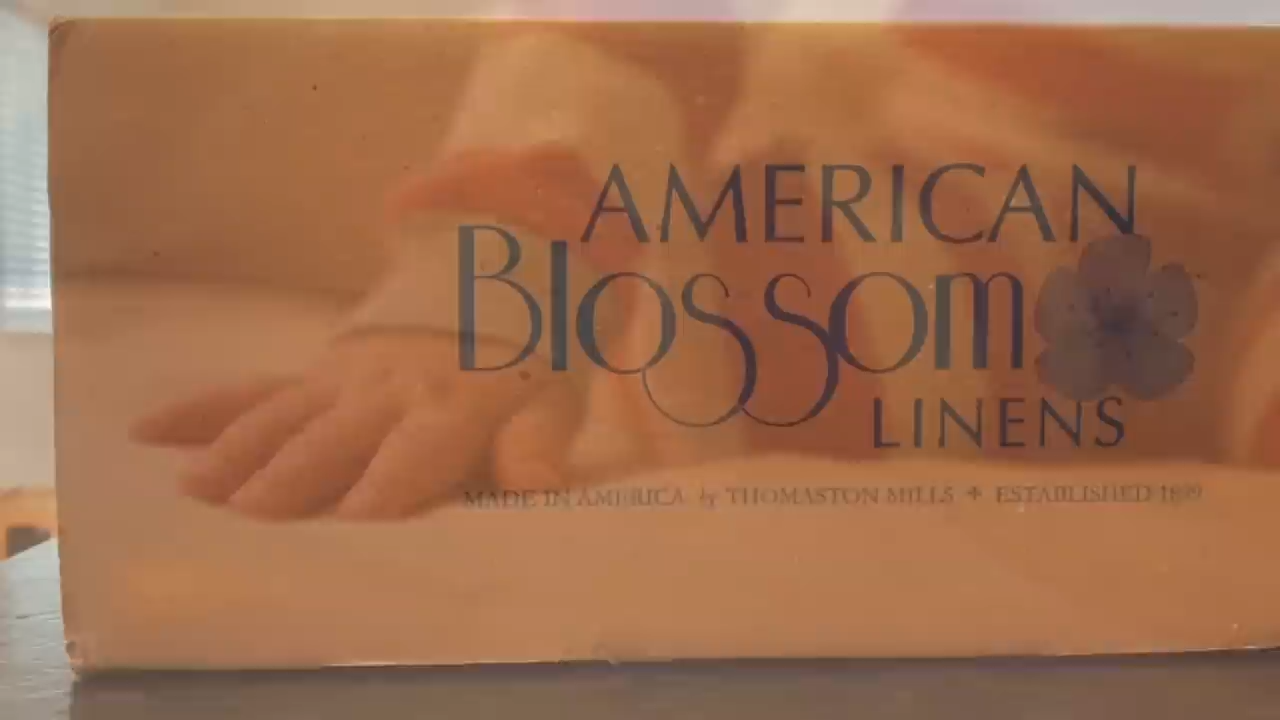 AMERICAN
Blossom
LINENS
MADE IN AMERICA by THOMASTON MILLS + ESTABLISHED 1899